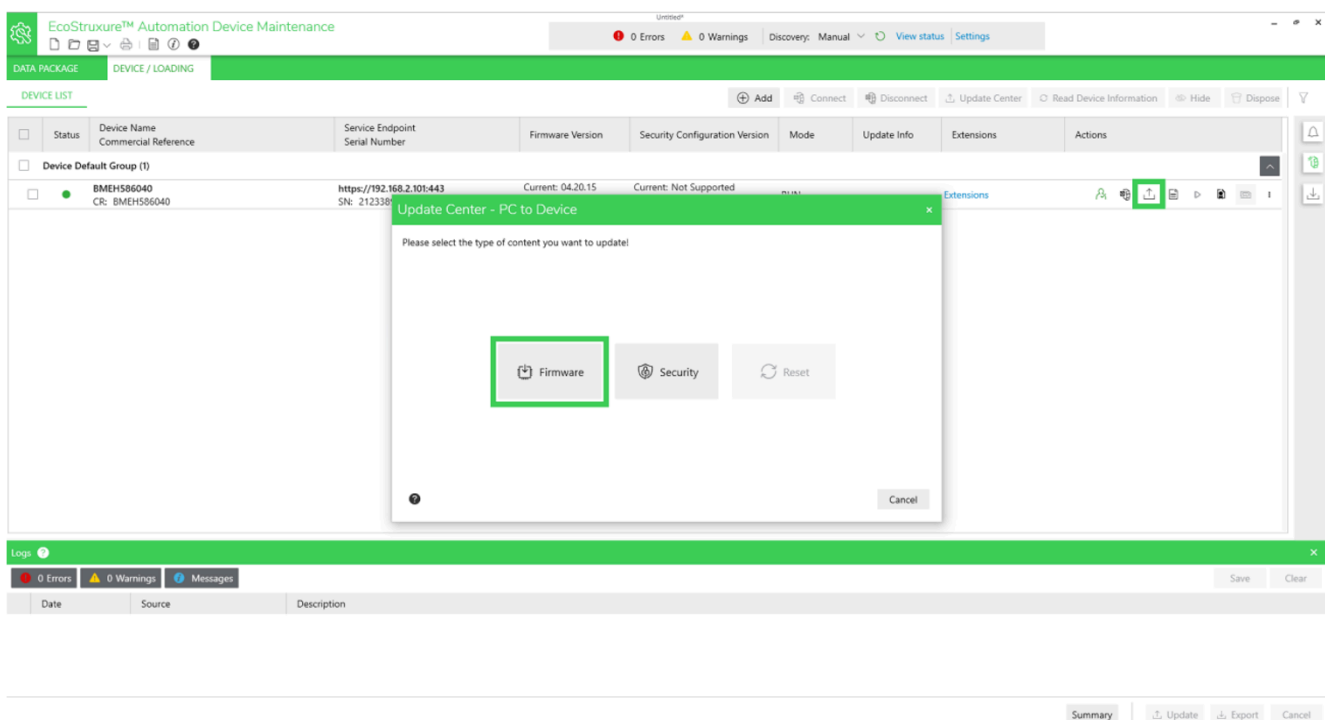 Untitled*
EcoStruxure™ Automation Device Maintenance
0 Errors 0 Warnings Discovery: Manual View status Settings
DATA PACKAGE DEVICE / LOADING
DEVICE LIST
Add Connect Disconnect Update Center Read Device Information Hide Dispose
Status Device Name Service Endpoint Firmware Version Security Configuration Version Mode Update Info Extensions Actions
Commercial Reference Serial Number
Device Default Group (1)
BMEH586040 https://192.168.2.101:443 Current: 04.20.15 Current: Not Supported Extensions
CR: BMEH586040 SN:
Update Center - PC to Device
Please select the type of content you want to update!
Firmware Security Reset
Cancel
Logs
0 Errors 0 Warnings Messages Save Clear
Date Source Description
Summary Update Export Cancel